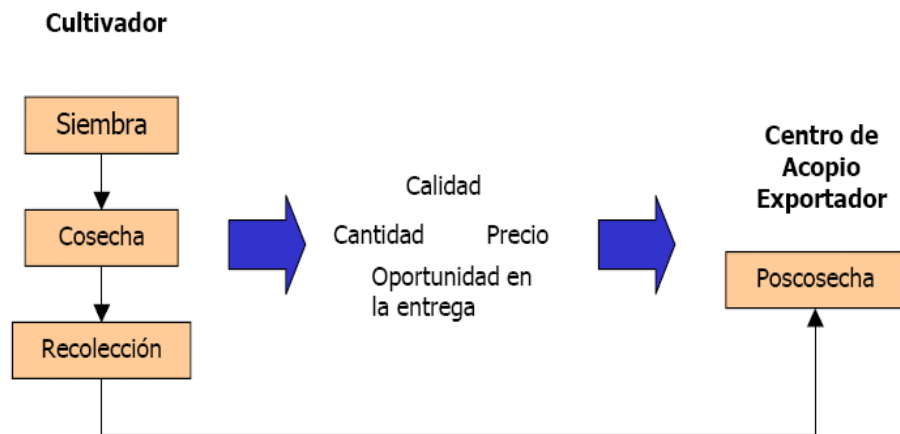 Cultivador
Siembra
Cosecha
Recolección
Calidad
Cantidad
Precio
Oportunidad en
la entrega
Centro de
Acopio
Exportador
Poscosecha